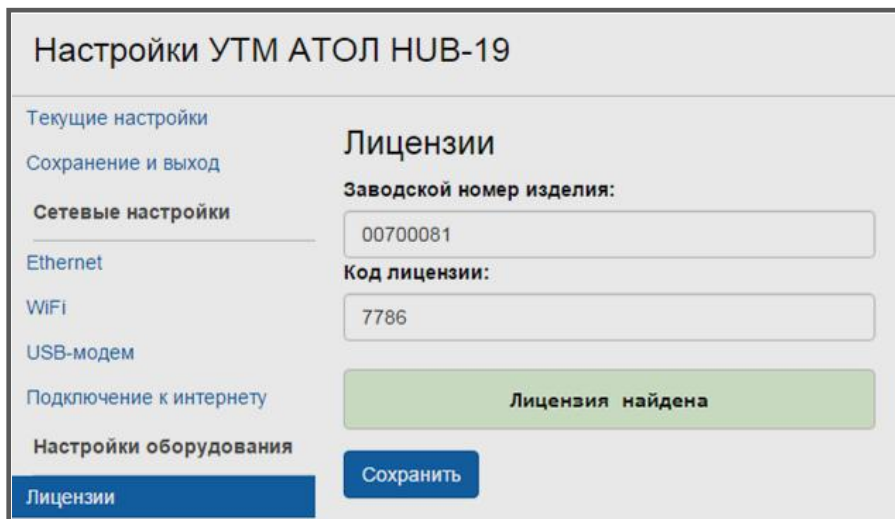 Настройки УТМ АТОЛ HUB-19
Текущие настройки
Сохранение и выход
Сетевые настройки
Ethernet
WiFi
USB-модем
Подключение к интернету
Настройки оборудования
Лицензии
Лицензии
Заводской номер изделия:
00700081
Код лицензии:
7786
Лицензия найдена
Сохранить